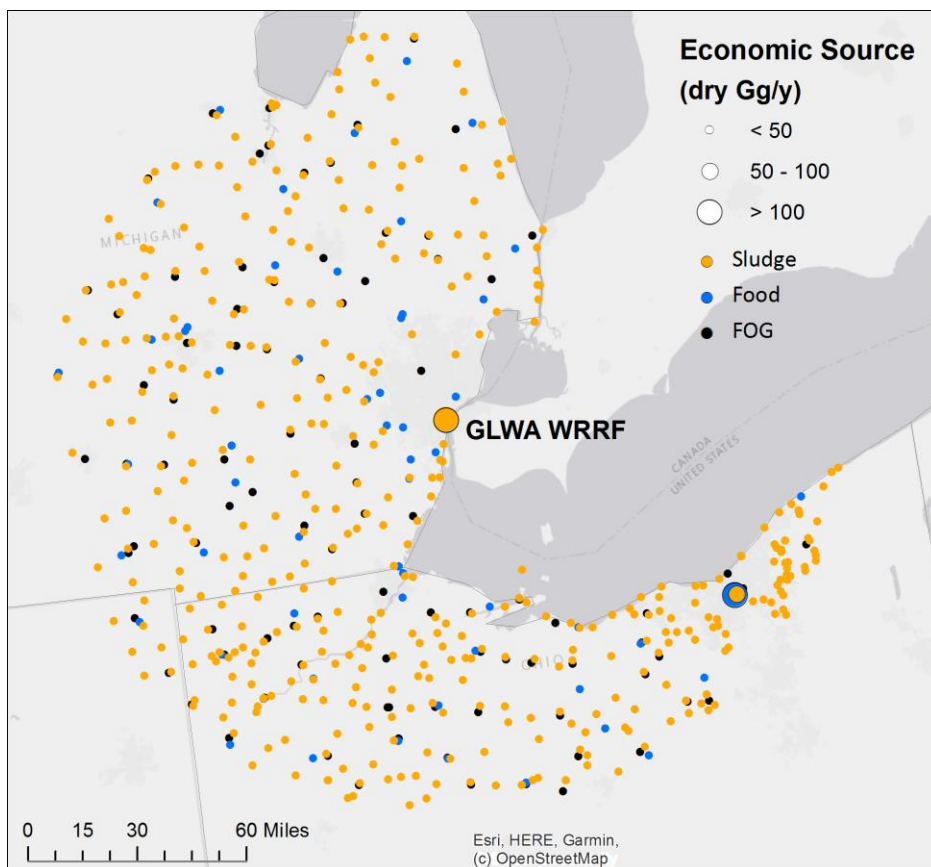 Economic Source
(dry Gg/y)
< 50
50 - 100
> 100
Sludge
Food
FOG
MICHIGAN
GLWA WRRF
CANADA
UNITED STATES
OHIO
0 15 30 60 Miles
Esri, HERE, Garmin,
(c) OpenStreetMap